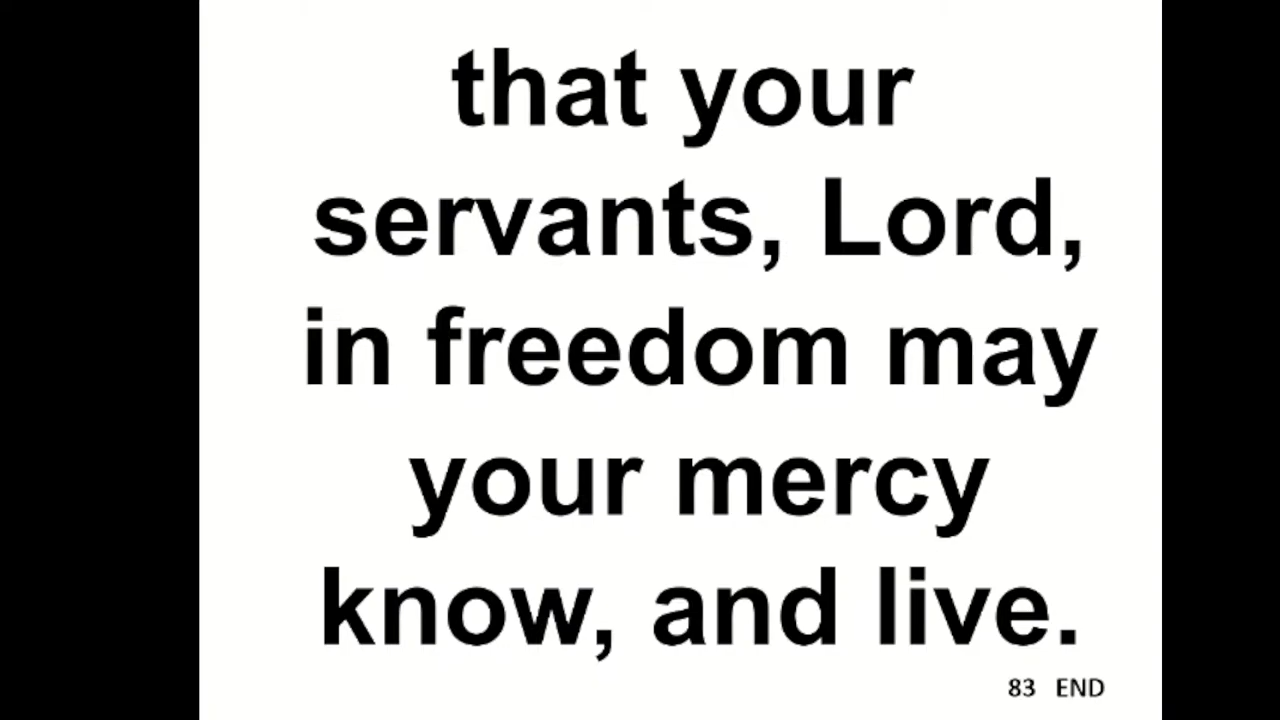 that your
servants, Lord,
in freedom may
your mercy
know, and live.
83 END